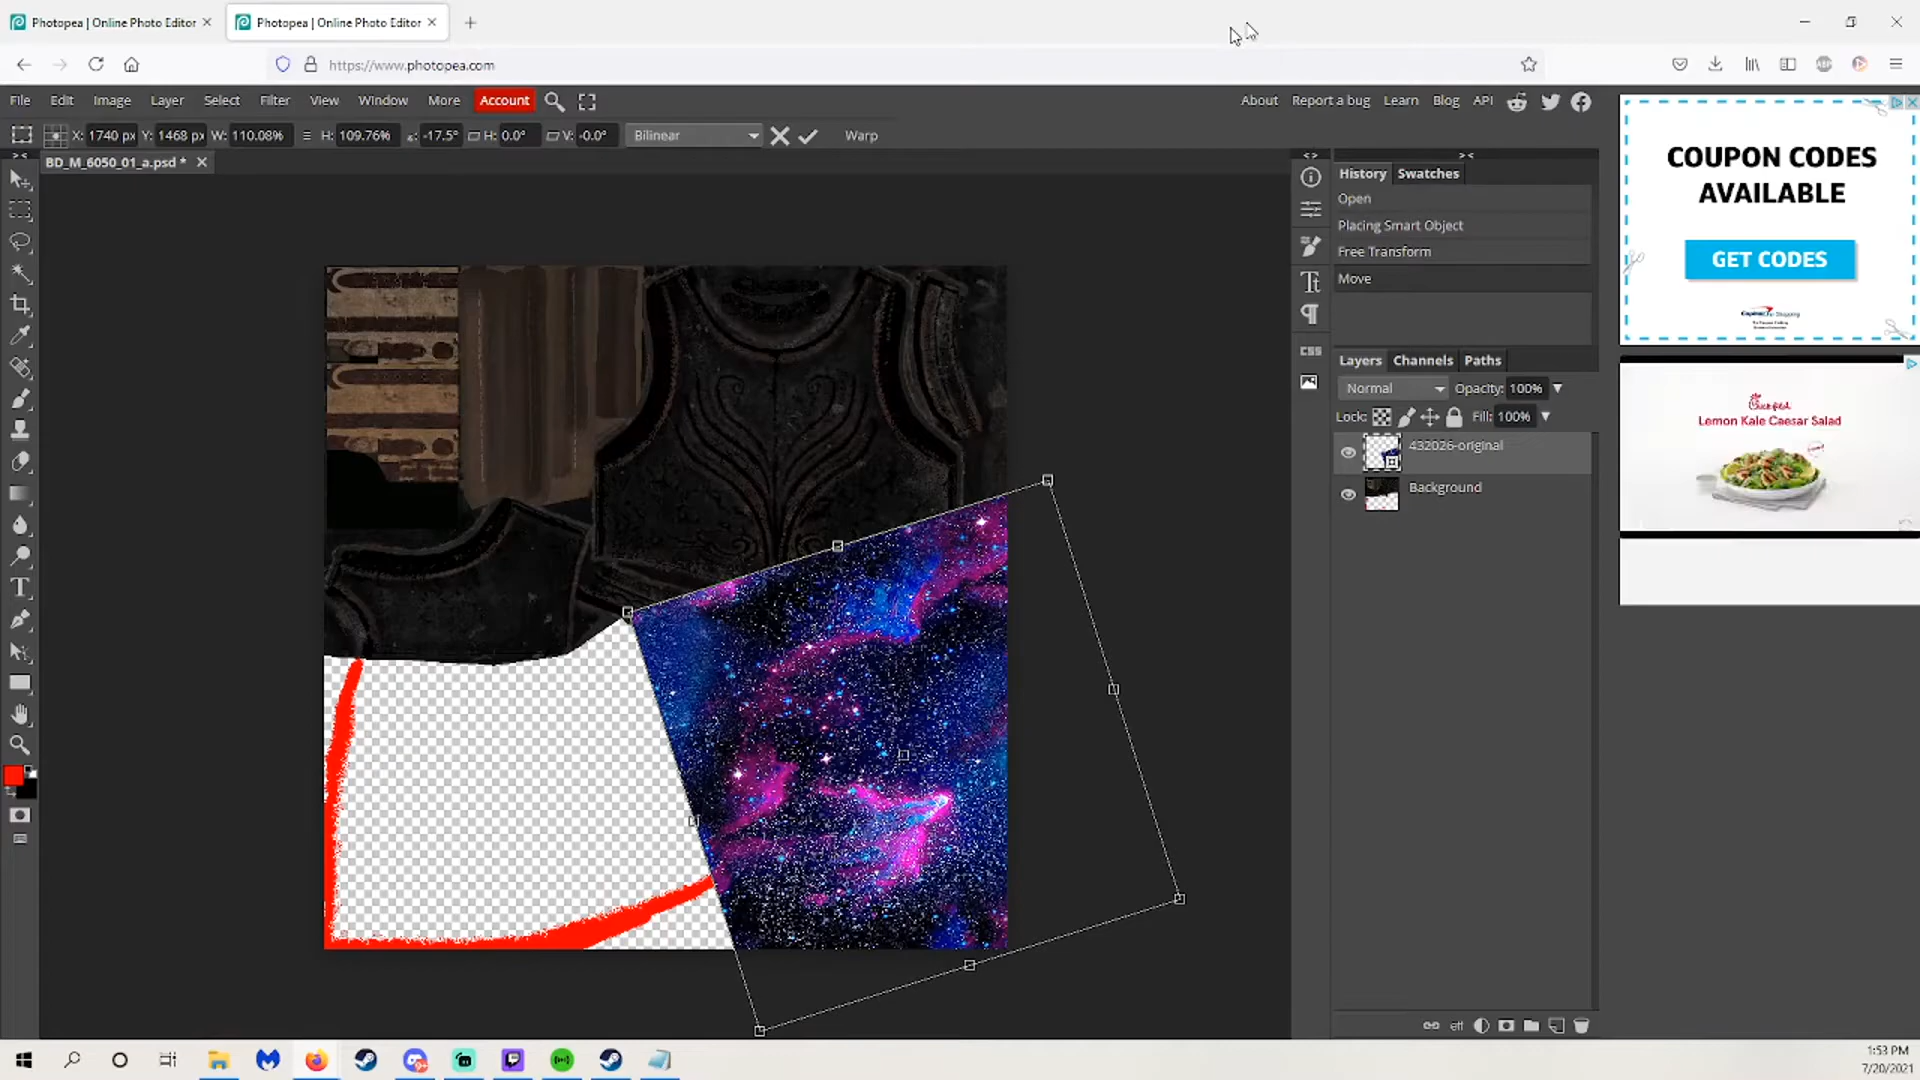 Photopea | Online Photo Editor
Photopea | Online Photo Editor
https://www.photopea.com
File Edit Image Layer Select Filter View Window More Account
About Report a bug Learn Blog API
X: 1740 px Y: 1468 px W: 110.08% H: 109.76% -17.5° H: 0.0° V: -0.0° Bilinear Warp
BD_M_6050_01_a.psd *
History Swatches
Open
Placing Smart Object
Free Transform
Move
CSS
Layers Channels Paths
Normal Opacity: 100%
Lock: Fill: 100%
432026-original
Background
eff
COUPON CODES
AVAILABLE
GET CODES
Chick-fil-A
Lemon Kale Caesar Salad
1:53 PM
7/20/2021